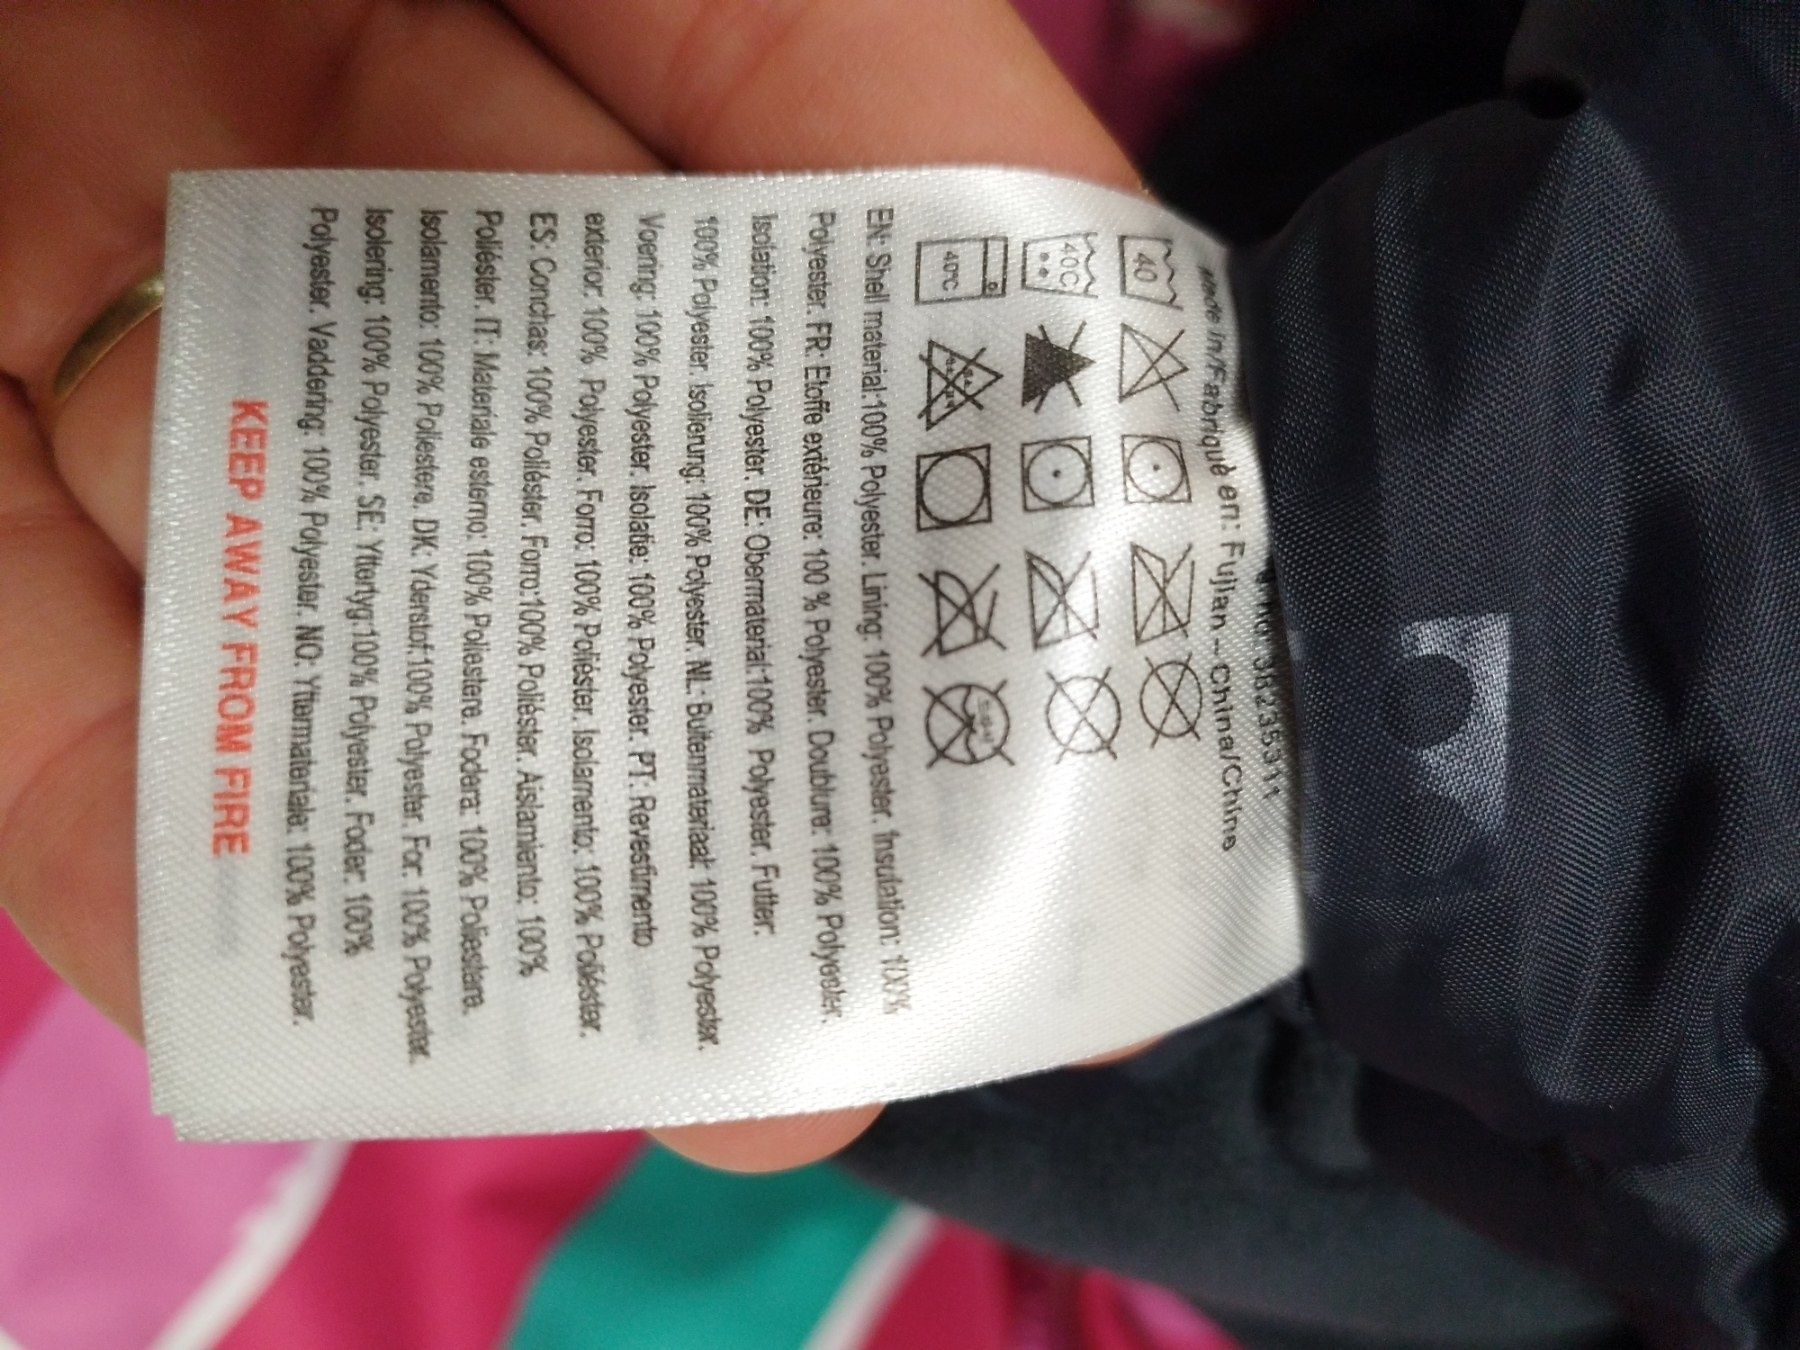 38235311
Made in/Fabriqué en: Fujian - China/Chine
40
40C
40°C
EN: Shell material:100% Polyester. Lining: 100% Polyester. Insulation: 100%
Polyester. FR: Etoffe extérieure: 100 % Polyester. Doublure: 100% Polyester.
Isolation: 100% Polyester. DE: Obermaterial:100% Polyester. Futter:
100% Polyester. Isolierung: 100% Polyester. NL: Buitenmateriaal: 100% Polyester.
Voering: 100% Polyester. Isolatie: 100% Polyester. PT: Revestimento
exterior: 100% Polyester. Forro: 100% Poliéster. Isolamento: 100% Poliéster.
ES: Conchas: 100% Poliéster. Forro:100% Poliéster. Aislamiento: 100%
Poliéster. IT: Materiale esterno: 100% Poliestere. Fodera: 100% Poliestere.
Isolamento: 100% Poliestere. DK: Yderstof:100% Polyester. For: 100% Polyester.
Isolering: 100% Polyester. SE: Yttertyg:100% Polyester. Foder: 100%
Polyester. Vaddering: 100% Polyester. NO: Yttermateriale: 100% Polyester.
KEEP AWAY FROM FIRE